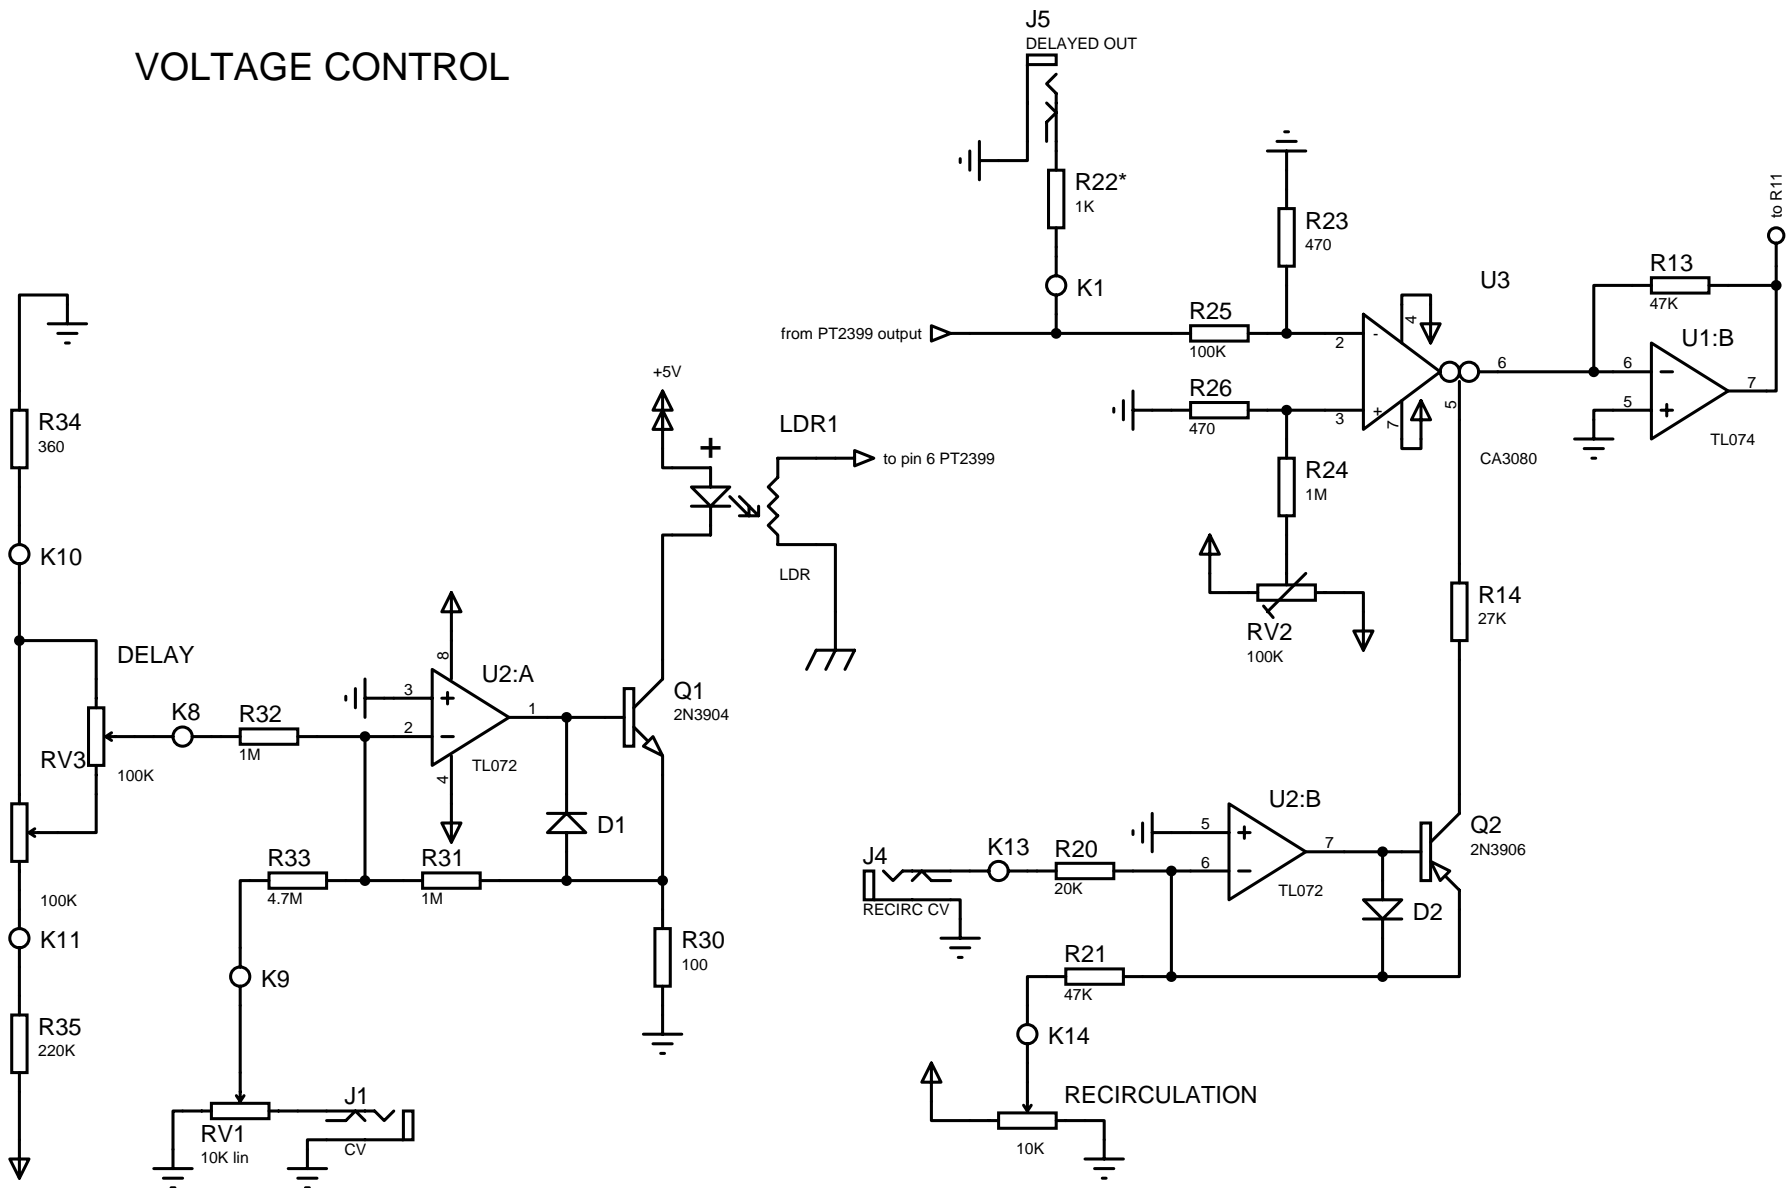 VOLTAGE CONTROL
J5
DELAYED OUT
R22*
1K
K1
R23
470
to R11
U3
R13
47K
from PT2399 output
R25
100K
2
-
4
6
6
U1:B
7
5
TL074
R26
470
3
+
7
5
CA3080
R24
1M
RV2
100K
R14
27K
R34
360
K10
+5V
+
LDR1
to pin 6 PT2399
LDR
DELAY
RV3
100K
K8
R32
1M
3
2
8
4
U2:A
1
TL072
Q1
2N3904
D1
R33
4.7M
R31
1M
R30
100
100K
K11
R35
220K
K9
RV1
10K lin
J1
CV
J4
RECIRC CV
K13
R20
20K
5
6
U2:B
7
TL072
Q2
2N3906
D2
R21
47K
K14
RECIRCULATION
10K